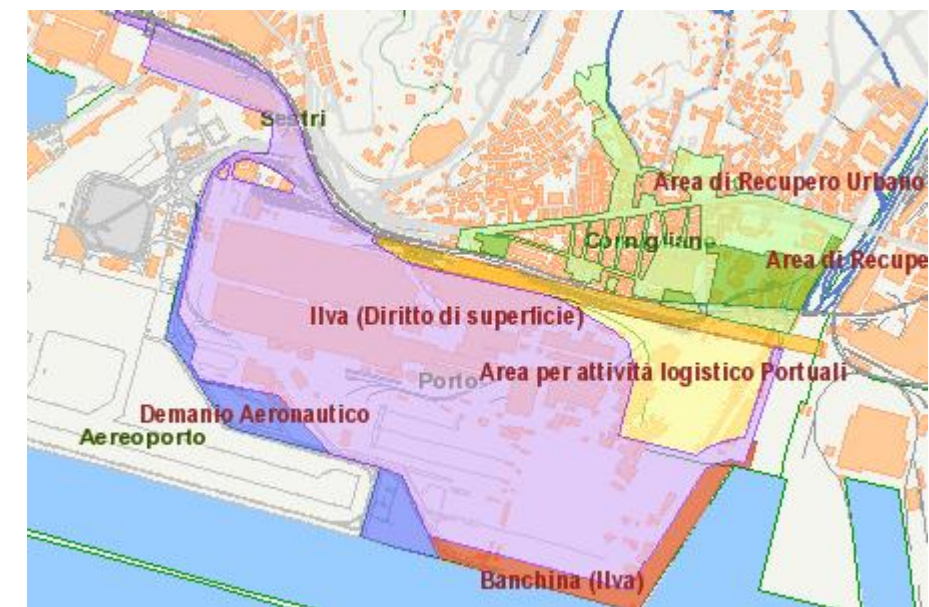 Sestri
Area di Recupero Urbano
Cornigliano
Area di Recupe
Ilva (Diritto di superficie)
Area per attività logistico Portuali
Porto
Demanio Aeronautico
Aereoporto
Banchina (Ilva)